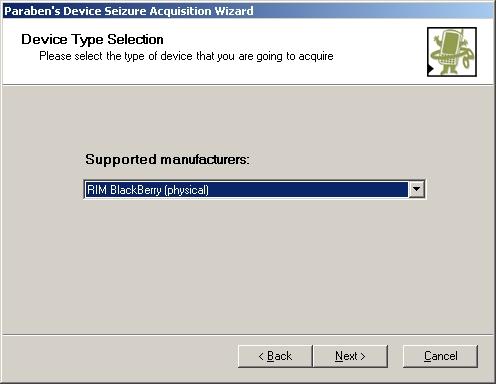 Paraben's Device Seizure Acquisition Wizard
Device Type Selection
Please select the type of device that you are going to acquire
Supported manufacturers:
RIM BlackBerry (physical)
< Back
Next >
Cancel